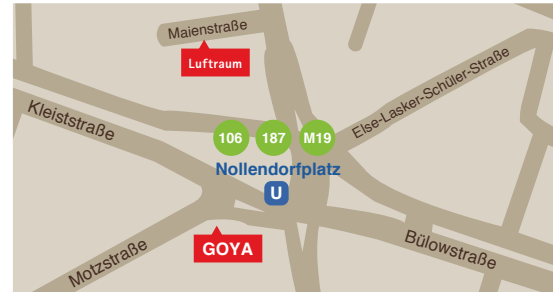 Maienstraße
Luftraum
Kleiststraße
Else-Lasker-Schüler-Straße
106 187 M19
Nollendorfplatz
U
GOYA
Motzstraße
Bülowstraße